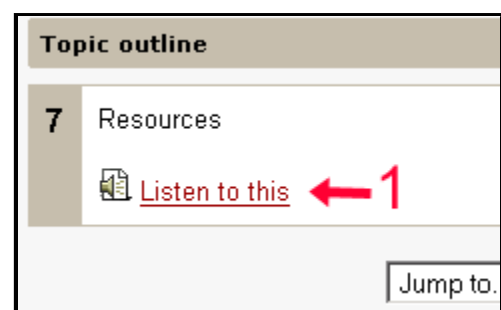 Topic outline
7 Resources
Listen to this 1
Jump to.